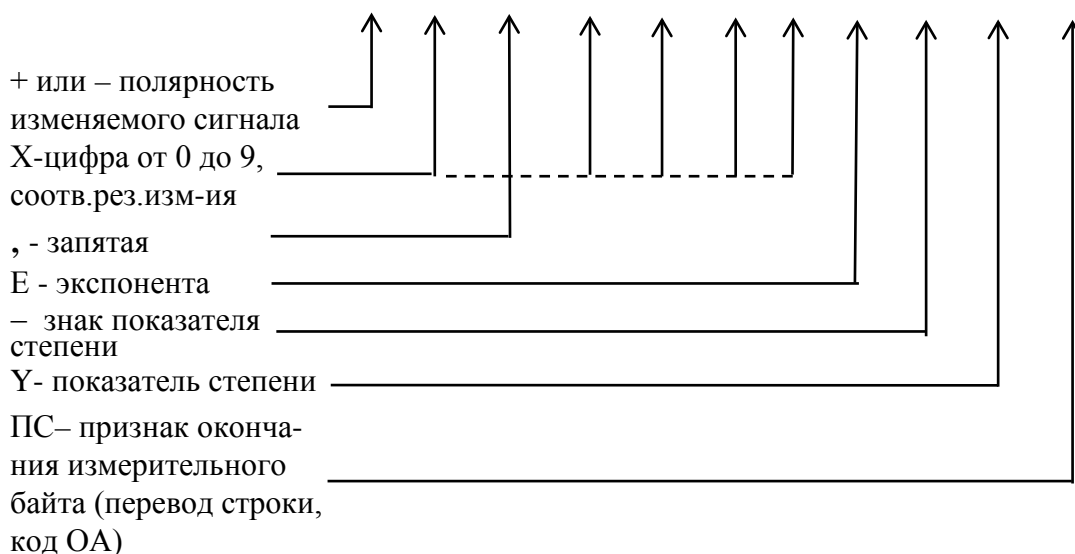 + или – полярность
изменяемого сигнала
Х-цифра от 0 до 9,
соотв.рез.изм-ия
, - запятая
Е - экспонента
– знак показателя
степени
Y- показатель степени
ПС– признак оконча-
ния измерительного
байта (перевод строки,
код ОА)